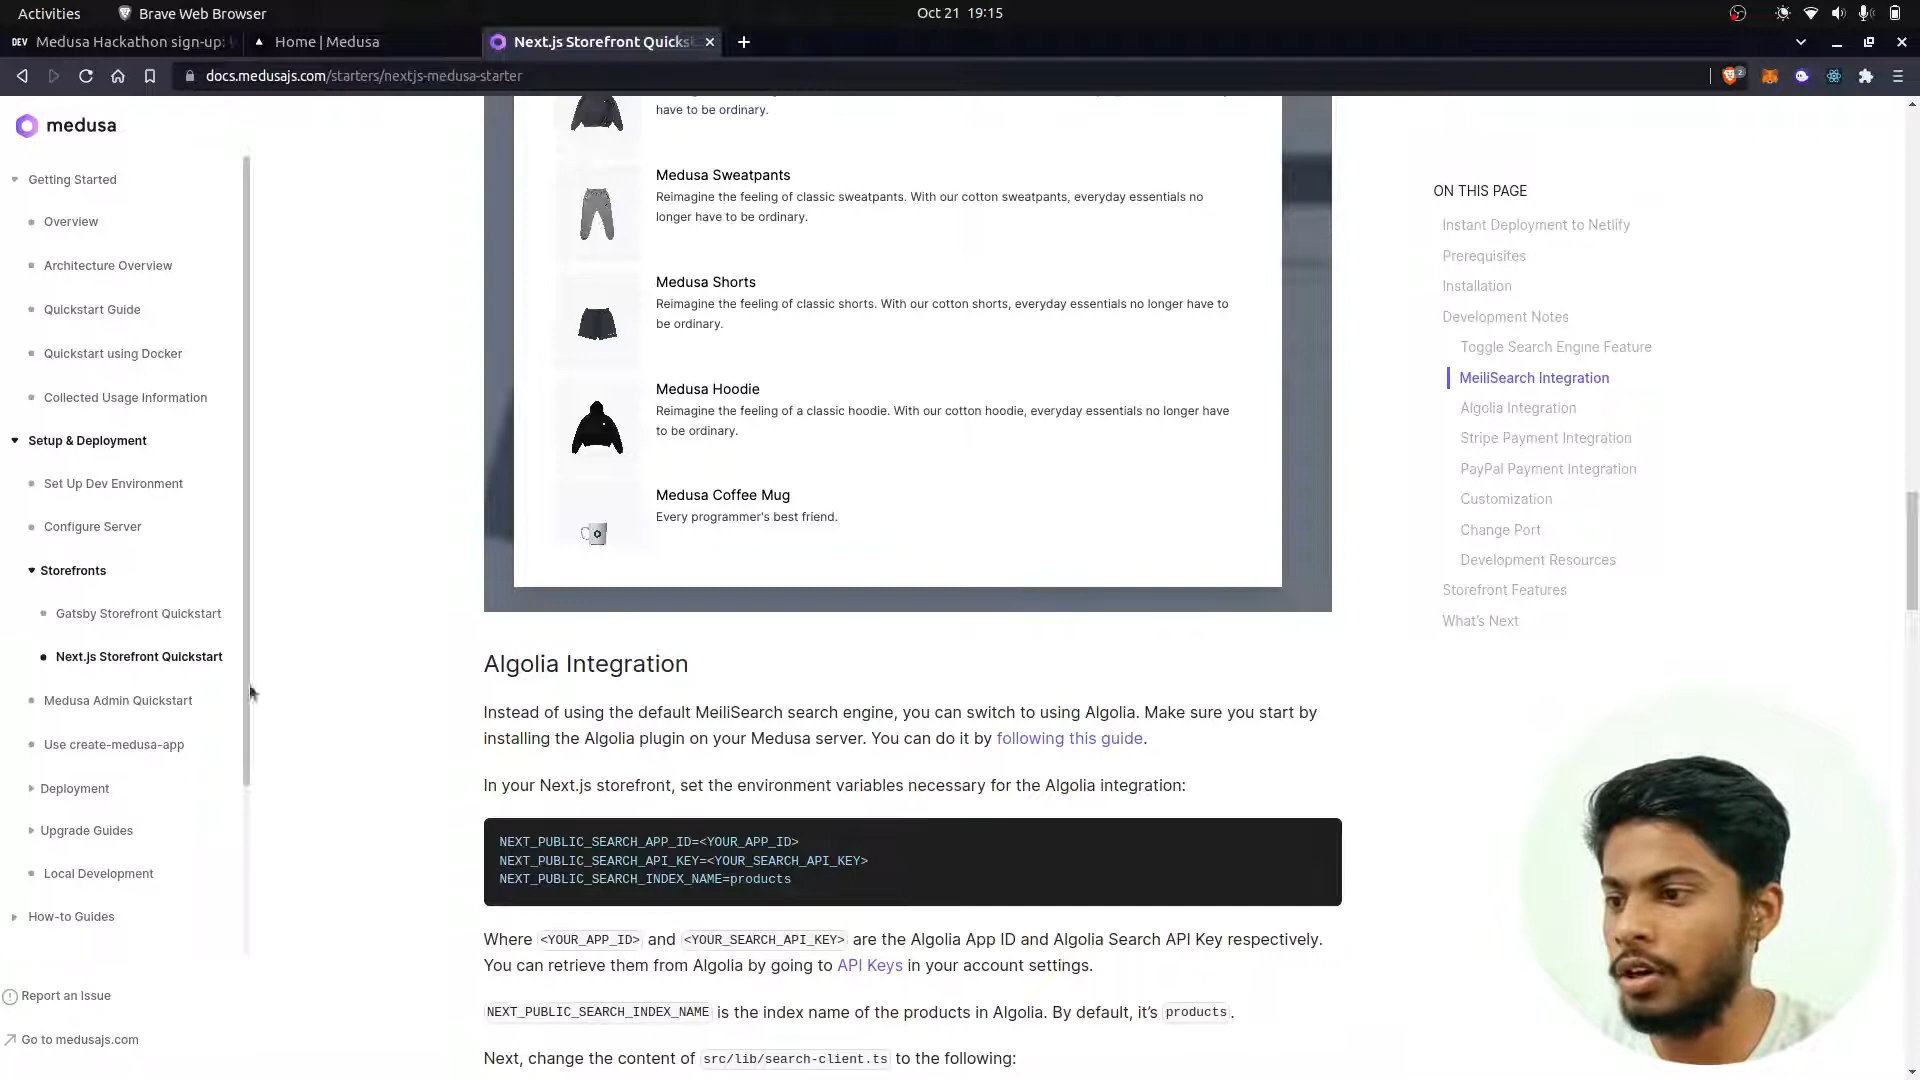 Activities
Brave Web Browser
Oct 21 19:15
DEV Medusa Hackathon sign-up:
Home | Medusa
Next.js Storefront Quicks
docs.medusajs.com/starters/nextjs-medusa-starter
2
medusa
Getting Started
Overview
Architecture Overview
Quickstart Guide
Quickstart using Docker
Collected Usage Information
Setup & Deployment
Set Up Dev Environment
Configure Server
Storefronts
Gatsby Storefront Quickstart
Next.js Storefront Quickstart
Medusa Admin Quickstart
Use create-medusa-app
Deployment
Upgrade Guides
Local Development
How-to Guides
Report an Issue
Go to medusajs.com
have to be ordinary.
Medusa Sweatpants
Reimagine the feeling of classic sweatpants. With our cotton sweatpants, everyday essentials no
longer have to be ordinary.
Medusa Shorts
Reimagine the feeling of classic shorts. With our cotton shorts, everyday essentials no longer have to
be ordinary.
Medusa Hoodie
Reimagine the feeling of a classic hoodie. With our cotton hoodie, everyday essentials no longer have
to be ordinary.
Medusa Coffee Mug
Every programmer's best friend.
Algolia Integration
Instead of using the default MeiliSearch search engine, you can switch to using Algolia. Make sure you start by
installing the Algolia plugin on your Medusa server. You can do it by following this guide.
In your Next.js storefront, set the environment variables necessary for the Algolia integration:
NEXT_PUBLIC_SEARCH_APP_ID=<YOUR_APP_ID>
NEXT_PUBLIC_SEARCH_API_KEY=<YOUR_SEARCH_API_KEY>
NEXT_PUBLIC_SEARCH_INDEX_NAME=products
Where <YOUR_APP_ID> and <YOUR_SEARCH_API_KEY> are the Algolia App ID and Algolia Search API Key respectively.
You can retrieve them from Algolia by going to API Keys in your account settings.
NEXT_PUBLIC_SEARCH_INDEX_NAME is the index name of the products in Algolia. By default, it’s products.
Next, change the content of src/lib/search-client.ts to the following:
ON THIS PAGE
Instant Deployment to Netlify
Prerequisites
Installation
Development Notes
Toggle Search Engine Feature
MeiliSearch Integration
Algolia Integration
Stripe Payment Integration
PayPal Payment Integration
Customization
Change Port
Development Resources
Storefront Features
What’s Next